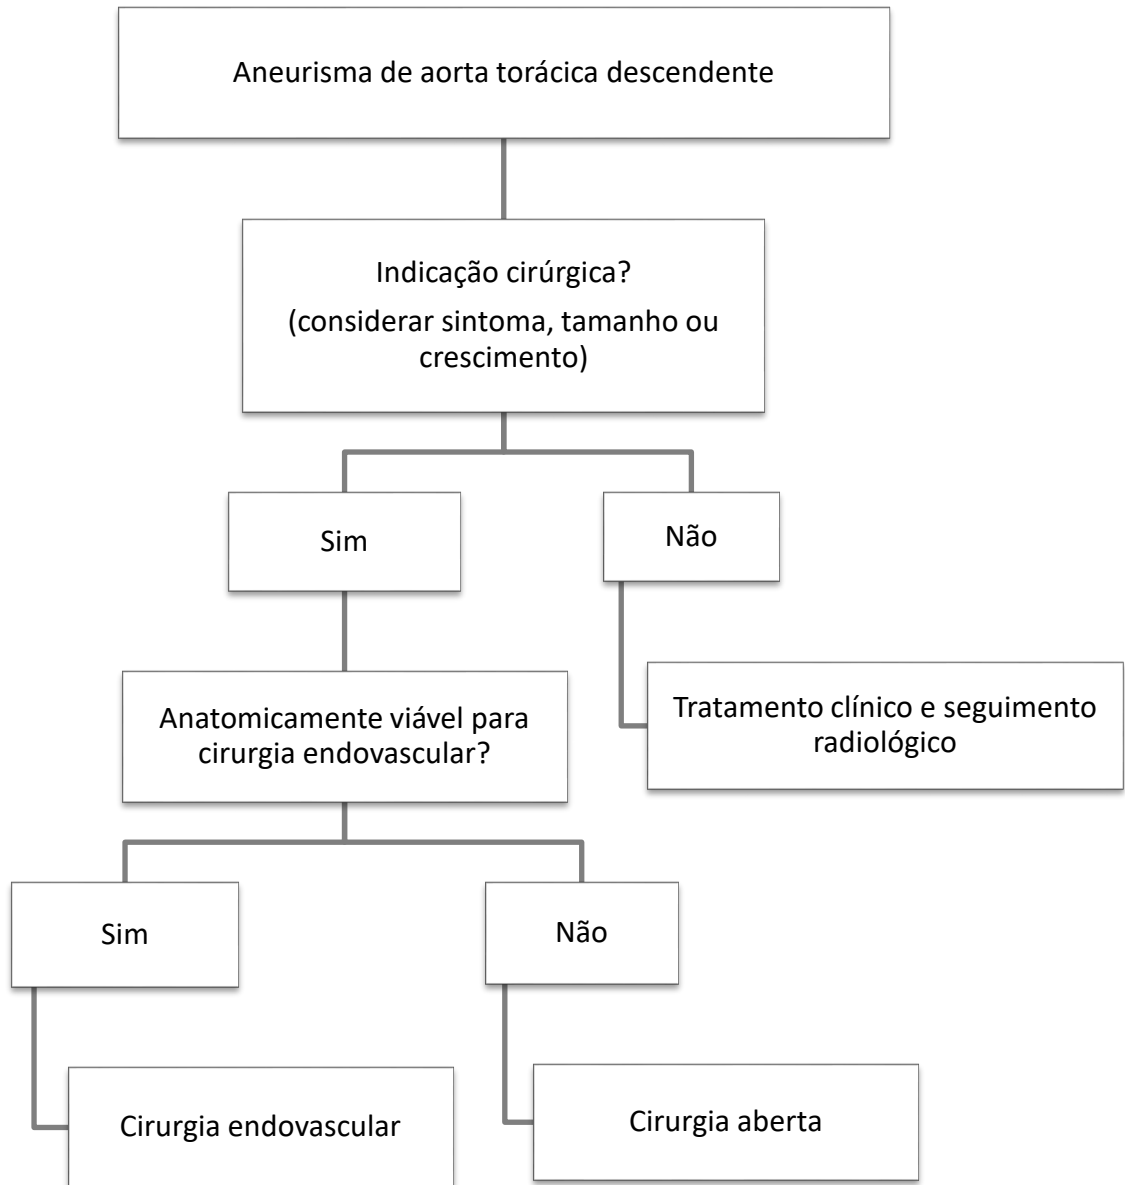 Aneurisma de aorta torácica descendente
Indicação cirúrgica?
(considerar sintoma, tamanho ou
crescimento)
Sim
Não
Tratamento clínico e seguimento
radiológico
Anatomicamente viável para
cirurgia endovascular?
Sim
Não
Cirurgia endovascular
Cirurgia aberta